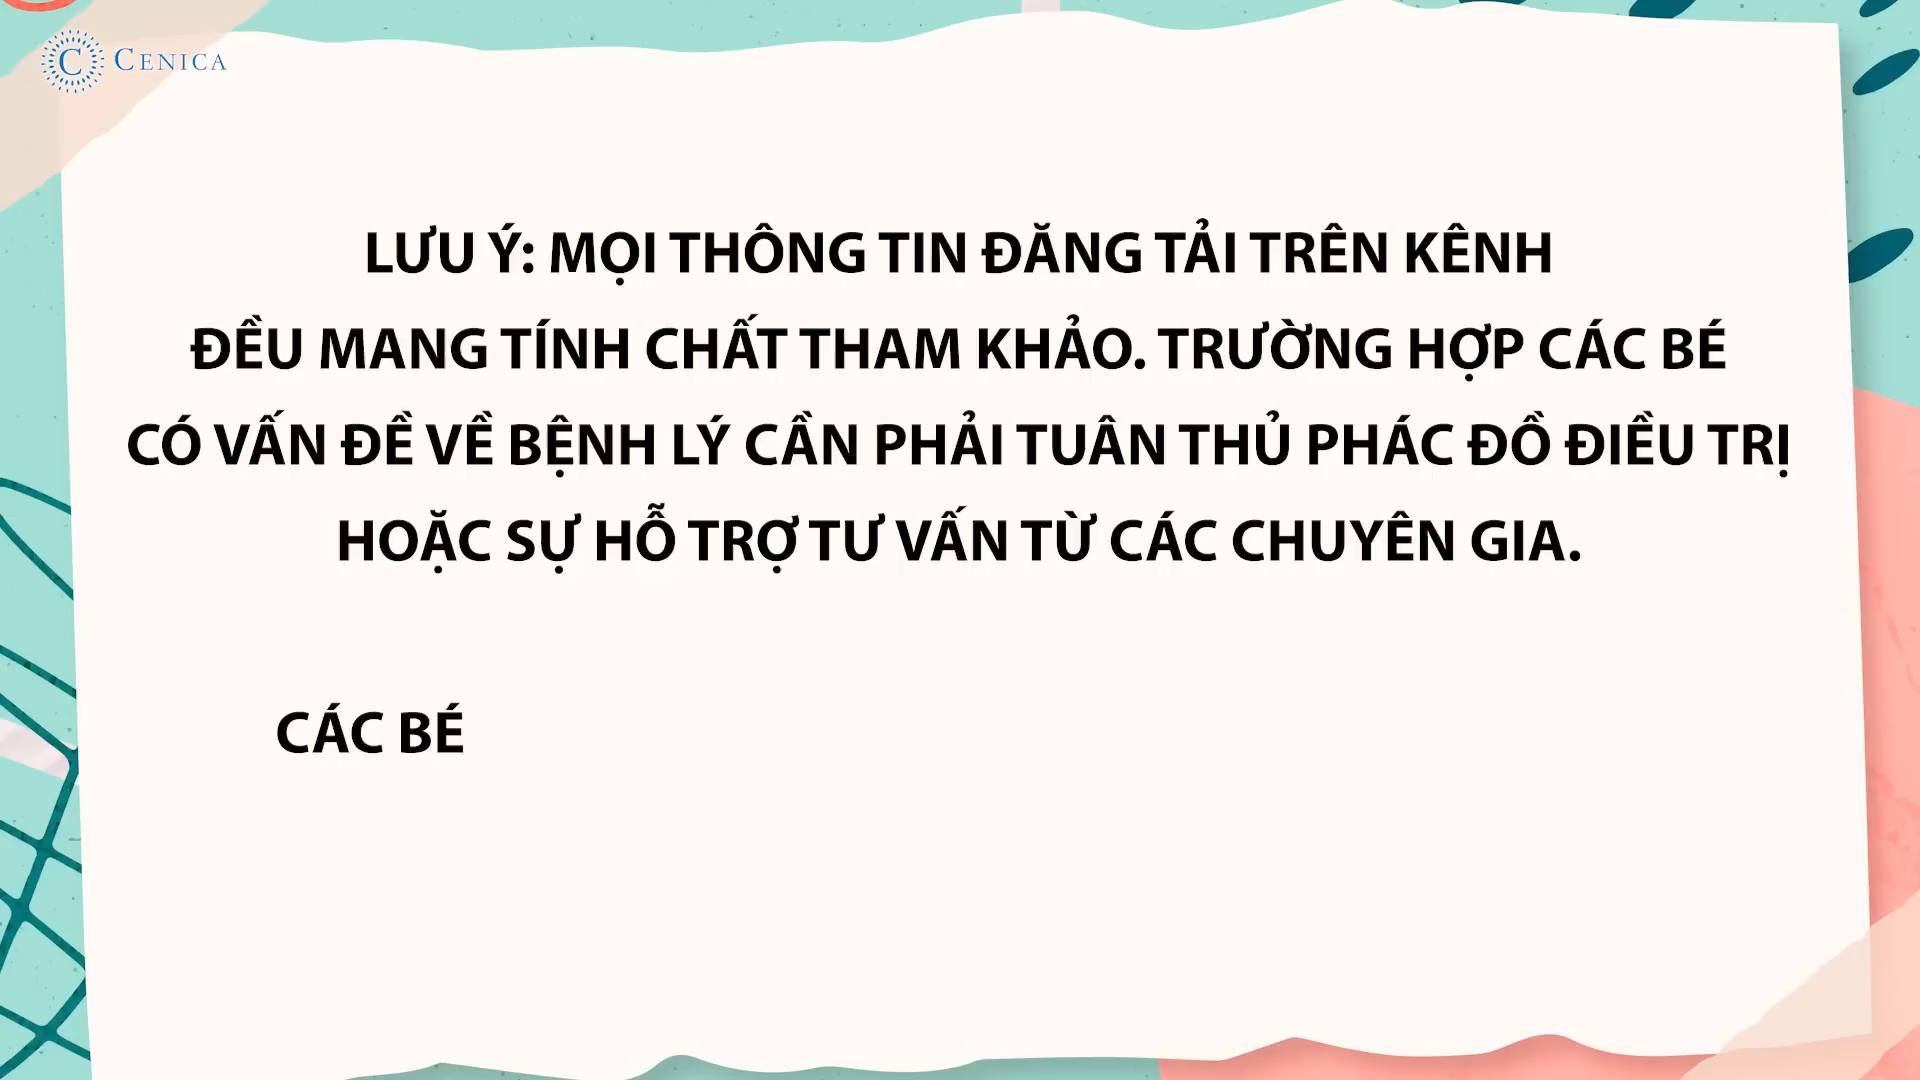 C CENICA
LƯU Ý: MỌI THÔNG TIN ĐĂNG TẢI TRÊN KÊNH
ĐỀU MANG TÍNH CHẤT THAM KHẢO. TRƯỜNG HỢP CÁC BÉ
CÓ VẤN ĐỀ VỀ BỆNH LÝ CẦN PHẢI TUÂN THỦ PHÁC ĐỒ ĐIỀU TRỊ
HOẶC SỰ HỖ TRỢ TƯ VẤN TỪ CÁC CHUYÊN GIA.
CÁC BÉ